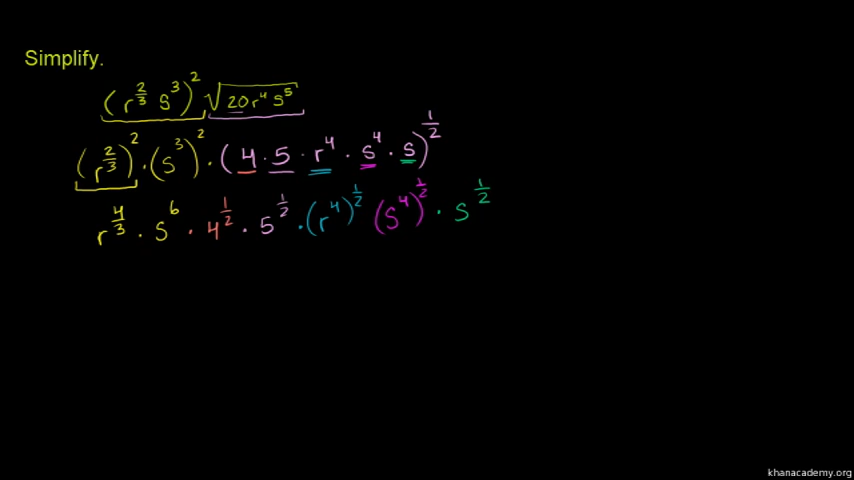 Simplify.
(r^{2/3} s^3)^2 √(20r^4 s^5)
(r^{2/3})^2 · (s^3)^2 · (4 · 5 · r^4 · s^4 · s)^{1/2}
r^{4/3} · s^6 · 4^{1/2} · 5^{1/2} · (r^4)^{1/2} (s^4)^{1/2} · s^{1/2}
khanacademy.org